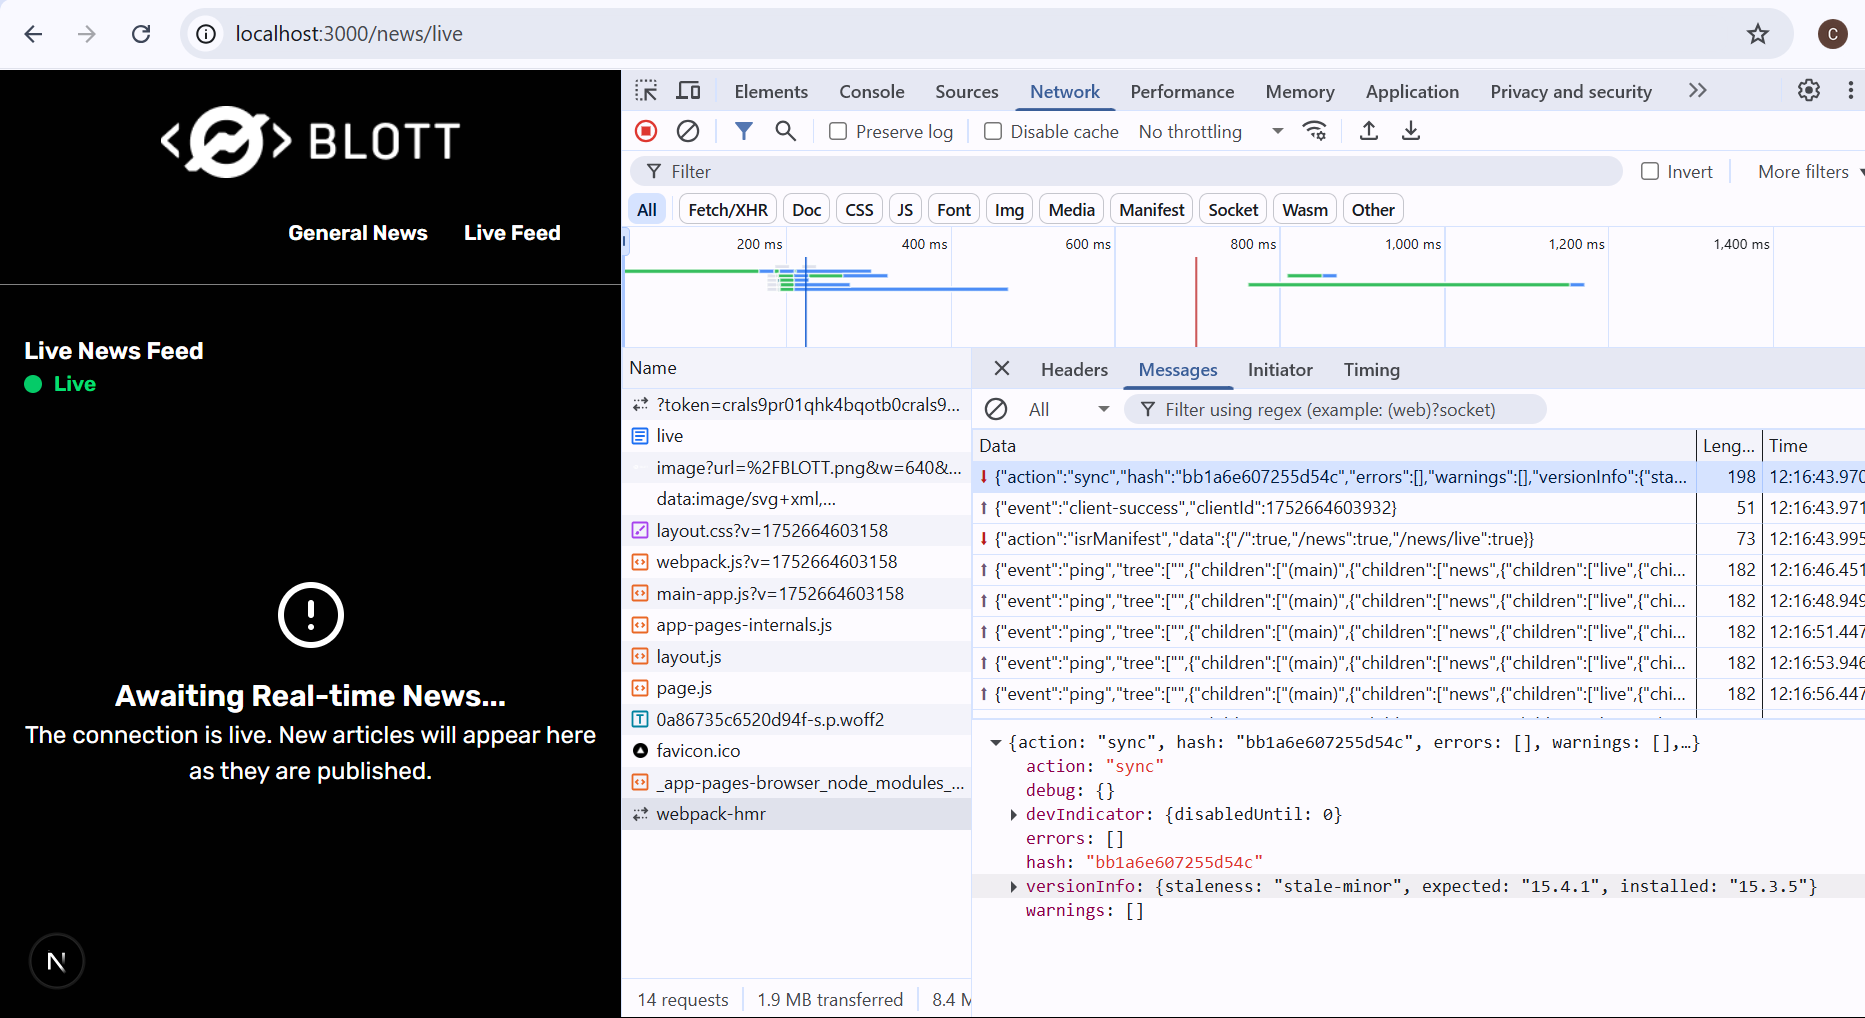 localhost:3000/news/live
C
BLOTT
General News
Live Feed
Live News Feed
Live
Awaiting Real-time News...
The connection is live. New articles will appear here
as they are published.
N
Elements
Console
Sources
Network
Performance
Memory
Application
Privacy and security
Preserve log
Disable cache
No throttling
Filter
Invert
More filters
All
Fetch/XHR
Doc
CSS
JS
Font
Img
Media
Manifest
Socket
Wasm
Other
200 ms
400 ms
600 ms
800 ms
1,000 ms
1,200 ms
1,400 ms
Name
?token=crals9pr01qhk4bqotb0crals9...
live
image?url=%2FBLOTT.png&w=640&...
data:image/svg+xml,...
layout.css?v=1752664603158
webpack.js?v=1752664603158
main-app.js?v=1752664603158
app-pages-internals.js
layout.js
page.js
0a86735c6520d94f-s.p.woff2
favicon.ico
_app-pages-browser_node_modules_...
webpack-hmr
14 requests
1.9 MB transferred
8.4 M
Headers
Messages
Initiator
Timing
All
Filter using regex (example: (web)?socket)
Data Leng... Time
{"action":"sync","hash":"bb1a6e607255d54c","errors":[],"warnings":[],"versionInfo":{"sta... 198 12:16:43.970
{"event":"client-success","clientId":1752664603932} 51 12:16:43.971
{"action":"isrManifest","data":{"/":true,"/news":true,"/news/live":true}} 73 12:16:43.995
{"event":"ping","tree":["",{"children":["(main)",{"children":["news",{"children":["live",{"chi... 182 12:16:46.451
{"event":"ping","tree":["",{"children":["(main)",{"children":["news",{"children":["live",{"chi... 182 12:16:48.949
{"event":"ping","tree":["",{"children":["(main)",{"children":["news",{"children":["live",{"chi... 182 12:16:51.447
{"event":"ping","tree":["",{"children":["(main)",{"children":["news",{"children":["live",{"chi... 182 12:16:53.946
{"event":"ping","tree":["",{"children":["(main)",{"children":["news",{"children":["live",{"chi... 182 12:16:56.447
{action: "sync", hash: "bb1a6e607255d54c", errors: [], warnings: [],…}
action: "sync"
debug: {}
devIndicator: {disabledUntil: 0}
errors: []
hash: "bb1a6e607255d54c"
versionInfo: {staleness: "stale-minor", expected: "15.4.1", installed: "15.3.5"}
warnings: []